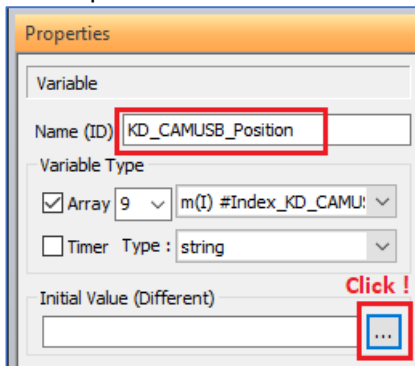 Properties
Variable
Name (ID) KD_CAMUSB_Position
Variable Type
Array 9 m(I) #Index_KD_CAMU
Timer Type : string
Click !
Initial Value (Different)
...